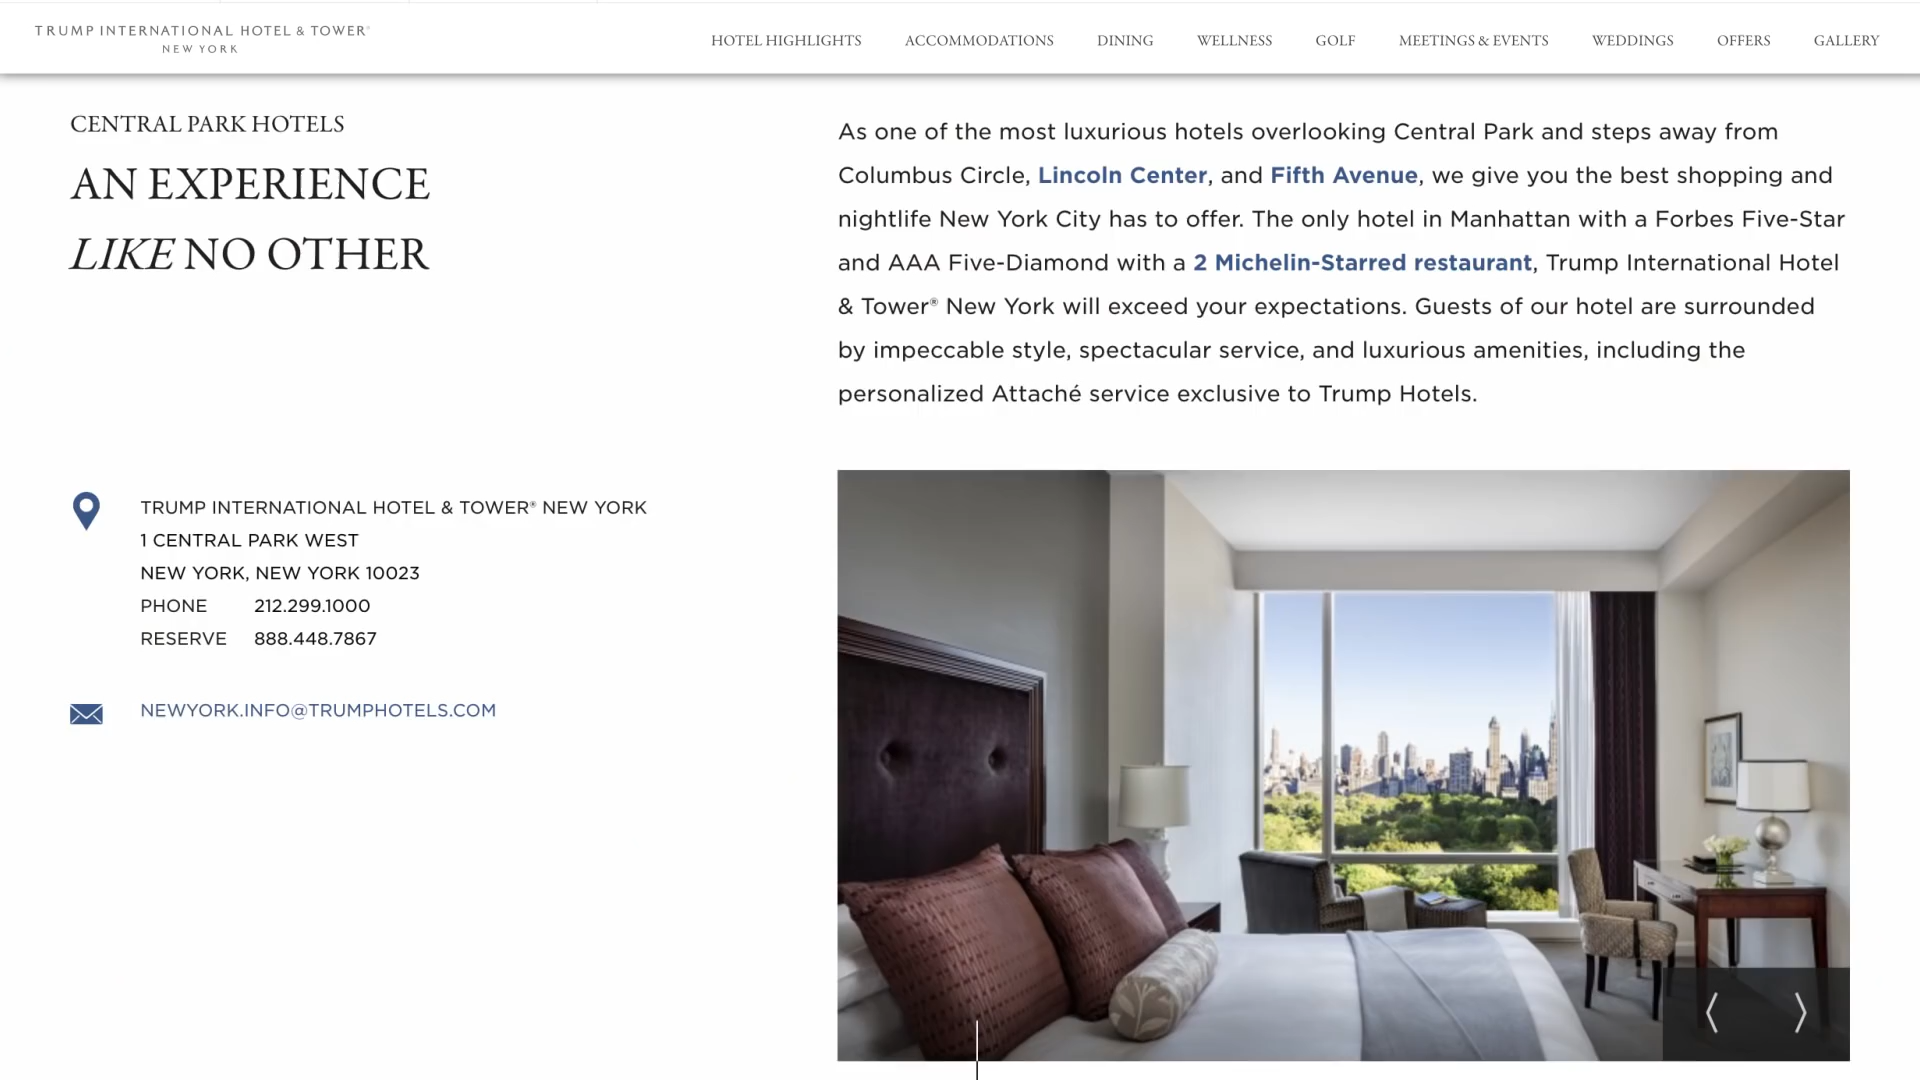 TRUMP INTERNATIONAL HOTEL & TOWER®
NEW YORK
HOTEL HIGHLIGHTS
ACCOMMODATIONS
DINING
WELLNESS
GOLF
MEETINGS & EVENTS
WEDDINGS
OFFERS
GALLERY
CENTRAL PARK HOTELS
AN EXPERIENCE
LIKE NO OTHER
As one of the most luxurious hotels overlooking Central Park and steps away from
Columbus Circle, Lincoln Center, and Fifth Avenue, we give you the best shopping and
nightlife New York City has to offer. The only hotel in Manhattan with a Forbes Five-Star
and AAA Five-Diamond with a 2 Michelin-Starred restaurant, Trump International Hotel
& Tower® New York will exceed your expectations. Guests of our hotel are surrounded
by impeccable style, spectacular service, and luxurious amenities, including the
personalized Attaché service exclusive to Trump Hotels.
TRUMP INTERNATIONAL HOTEL & TOWER® NEW YORK
1 CENTRAL PARK WEST
NEW YORK, NEW YORK 10023
PHONE 212.299.1000
RESERVE 888.448.7867
NEWYORK.INFO@TRUMPHOTELS.COM